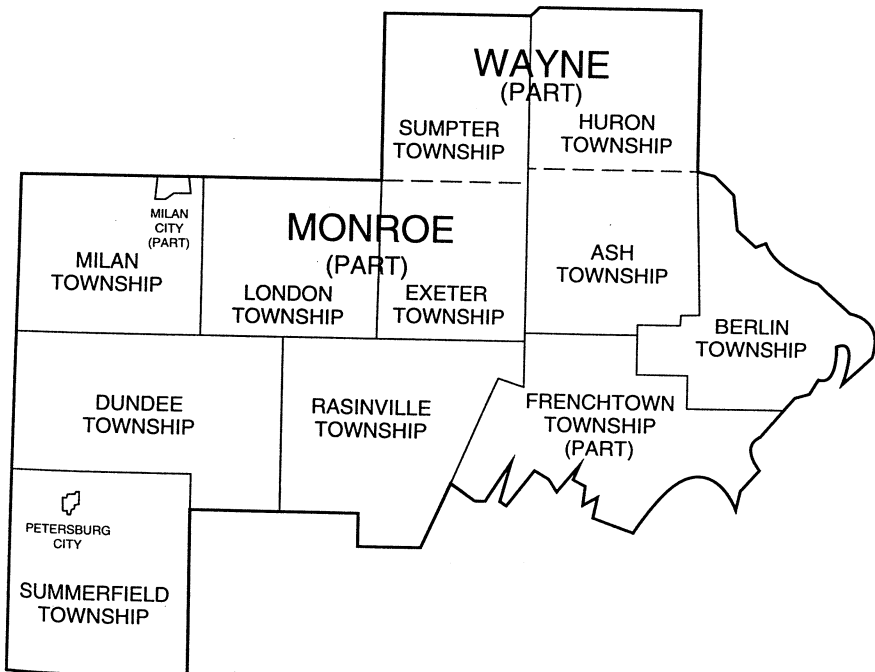 WAYNE
(PART)
SUMPTER
TOWNSHIP
HURON
TOWNSHIP
MILAN
CITY
(PART)
MONROE
(PART)
MILAN
TOWNSHIP
LONDON
TOWNSHIP
EXETER
TOWNSHIP
ASH
TOWNSHIP
BERLIN
TOWNSHIP
DUNDEE
TOWNSHIP
RASINVILLE
TOWNSHIP
FRENCHTOWN
TOWNSHIP
(PART)
PETERSBURG
CITY
SUMMERFIELD
TOWNSHIP